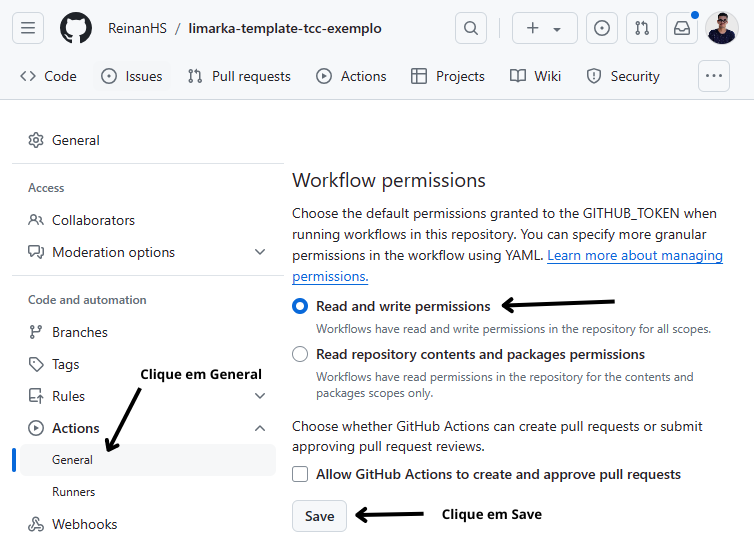 ReinanHS / limarka-template-tcc-exemplo
Code Issues Pull requests Actions Projects Wiki Security
General
Access
Collaborators
Moderation options
Code and automation
Branches
Tags
Clique em General
Rules
Actions
General
Runners
Webhooks
Workflow permissions
Choose the default permissions granted to the GITHUB_TOKEN when
running workflows in this repository. You can specify more granular
permissions in the workflow using YAML. Learn more about managing
permissions.
Read and write permissions
Workflows have read and write permissions in the repository for all scopes.
Read repository contents and packages permissions
Workflows have read permissions in the repository for the contents and
packages scopes only.
Choose whether GitHub Actions can create pull requests or submit
approving pull request reviews.
Allow GitHub Actions to create and approve pull requests
Save
Clique em Save